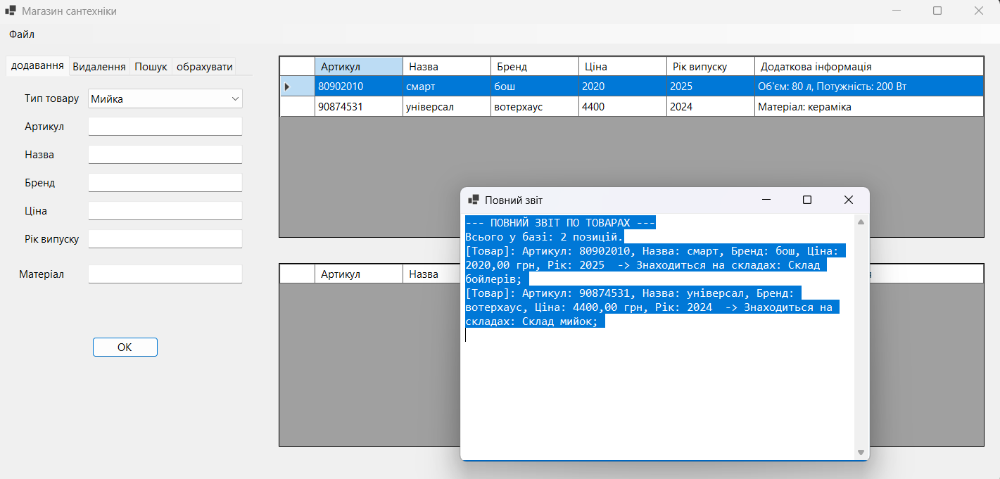 Магазин сантехніки
Файл
додавання Видалення Пошук обрахувати
Тип товару Мийка
Артикул
Назва
Бренд
Ціна
Рік випуску
Матеріал
OK
Артикул Назва Бренд Ціна Рік випуску Додаткова інформація
80902010 смарт бош 2020 2025 Об'єм: 80 л, Потужність: 200 Вт
90874531 універсал вотерхаус 4400 2024 Матеріал: кераміка
Артикул Назва
Повний звіт
--- ПОВНИЙ ЗВІТ ПО ТОВАРАХ ---
Всього у базі: 2 позицій.
[Товар]: Артикул: 80902010, Назва: смарт, Бренд: бош, Ціна:
2020,00 грн, Рік: 2025 -> Знаходиться на складах: Склад
бойлерів;
[Товар]: Артикул: 90874531, Назва: універсал, Бренд:
вотерхаус, Ціна: 4400,00 грн, Рік: 2024 -> Знаходиться на
складах: Склад мийок;